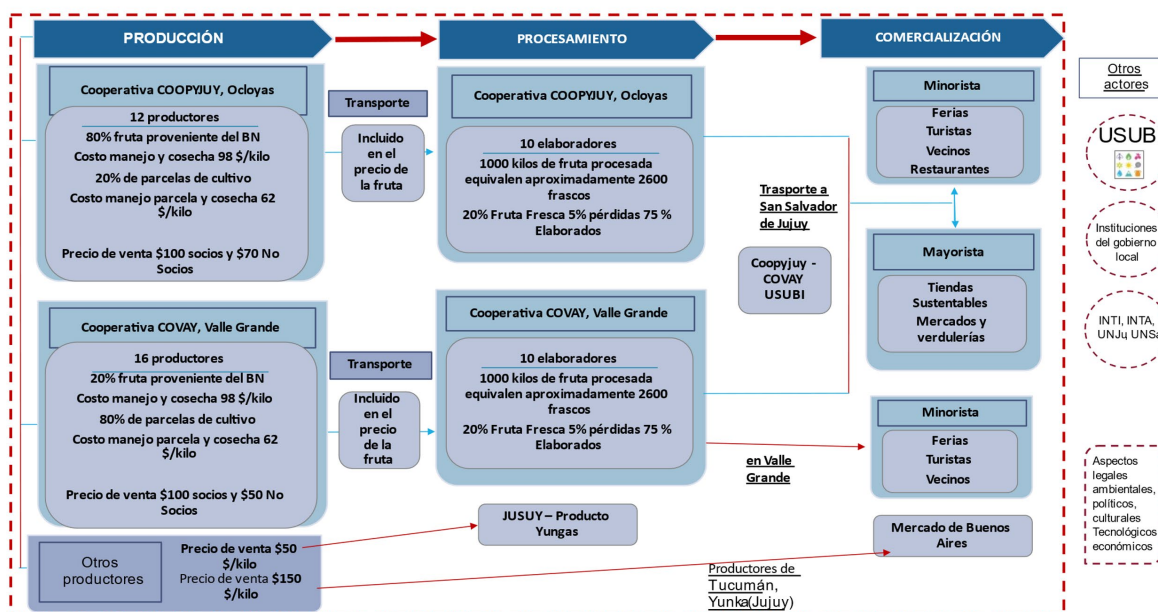 PRODUCCIÓN
PROCESAMIENTO
COMERCIALIZACIÓN
Cooperativa COOPYJUY, Ocloyas
12 productores
80% fruta proveniente del BN
Costo manejo y cosecha 98 $/kilo
20% de parcelas de cultivo
Costo manejo parcela y cosecha 62
$/kilo
Precio de venta $100 socios y $70 No
Socios
Transporte
Incluido
en el
precio de
la fruta
Cooperativa COOPYJUY, Ocloyas
10 elaboradores
1000 kilos de fruta procesada
equivalen aproximadamente 2600
frascos
20% Fruta Fresca 5% pérdidas 75 %
Elaborados
Trasporte a
San Salvador
de Jujuy
Coopyjuy -
COVAY
USUBI
Minorista
Ferias
Turistas
Vecinos
Restaurantes
Mayorista
Tiendas
Sustentables
Mercados y
verdulerías
Cooperativa COVAY, Valle Grande
16 productores
20% fruta proveniente del BN
Costo manejo y cosecha 98 $/kilo
80% de parcelas de cultivo
Costo manejo parcela y cosecha 62
$/kilo
Precio de venta $100 socios y $50 No
Socios
Transporte
Incluido
en el
precio
de la
fruta
Cooperativa COVAY, Valle Grande
10 elaboradores
1000 kilos de fruta procesada
equivalen aproximadamente 2600
frascos
20% Fruta Fresca 5% pérdidas 75 %
Elaborados
en Valle
Grande
Minorista
Ferias
Turistas
Vecinos
Otros
productores
Precio de venta $50
$/kilo
Precio de venta $150
$/kilo
JUSUY – Producto
Yungas
Productores de
Tucumán,
Yunka(Jujuy)
Mercado de Buenos
Aires
Otros
actores
USUBI
Instituciones
del gobierno
local
INTI, INTA,
UNJu UNSa
Aspectos
legales
ambientales,
políticos,
culturales
Tecnológicos
económicos